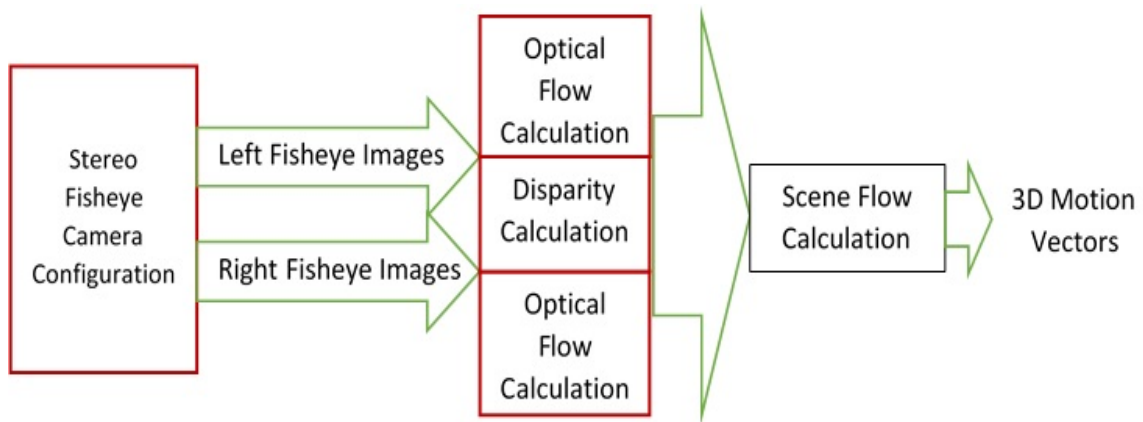 Stereo
Fisheye
Camera
Configuration
Left Fisheye Images
Right Fisheye Images
Optical
Flow
Calculation
Disparity
Calculation
Optical
Flow
Calculation
Scene Flow
Calculation
3D Motion
Vectors